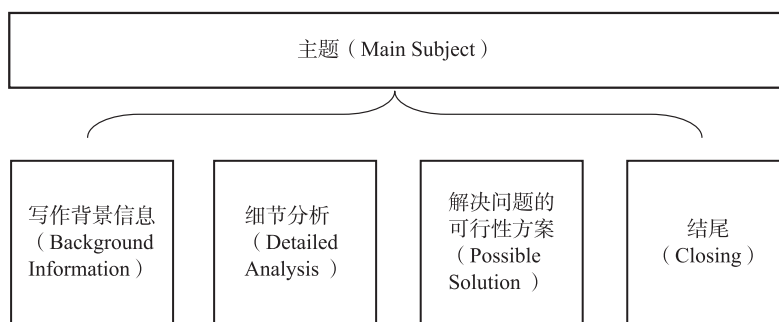 主题（Main Subject）
写作背景信息
（Background
Information）
细节分析
（Detailed
Analysis）
解决问题的
可行性方案
（Possible
Solution）
结尾
（Closing）